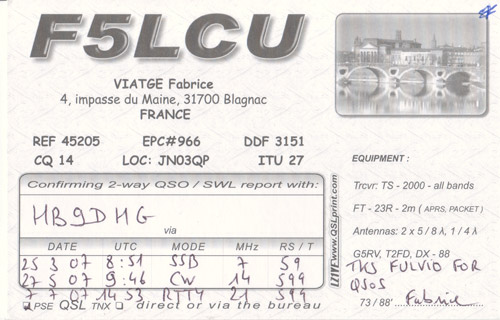 F5LCU
VIATGE Fabrice
4, impasse du Maine, 31700 Blagnac
FRANCE
REF 45205 EPC#966 DDF 3151
CQ 14 LOC: JN03QP ITU 27
Confirming 2-way QSO / SWL report with:
HB9DHG
via
DATE UTC MODE MHz RS / T
25 3 07 8:51 SSB 7 59
27 5 07 9:46 CW 14 599
7 7 07 14 53 RTTY 21 599
PSE QSL TNX direct or via the bureau
www.QSLprint.com
EQUIPMENT :
Trcvr: TS - 2000 - all bands
FT - 23R - 2m ( APRS, PACKET )
Antennas: 2 x 5/8 λ, 1/4 λ
G5RV, T2FD, DX - 88
TKS FULVIO FOR
QSOS
73 / 88' Fabrice